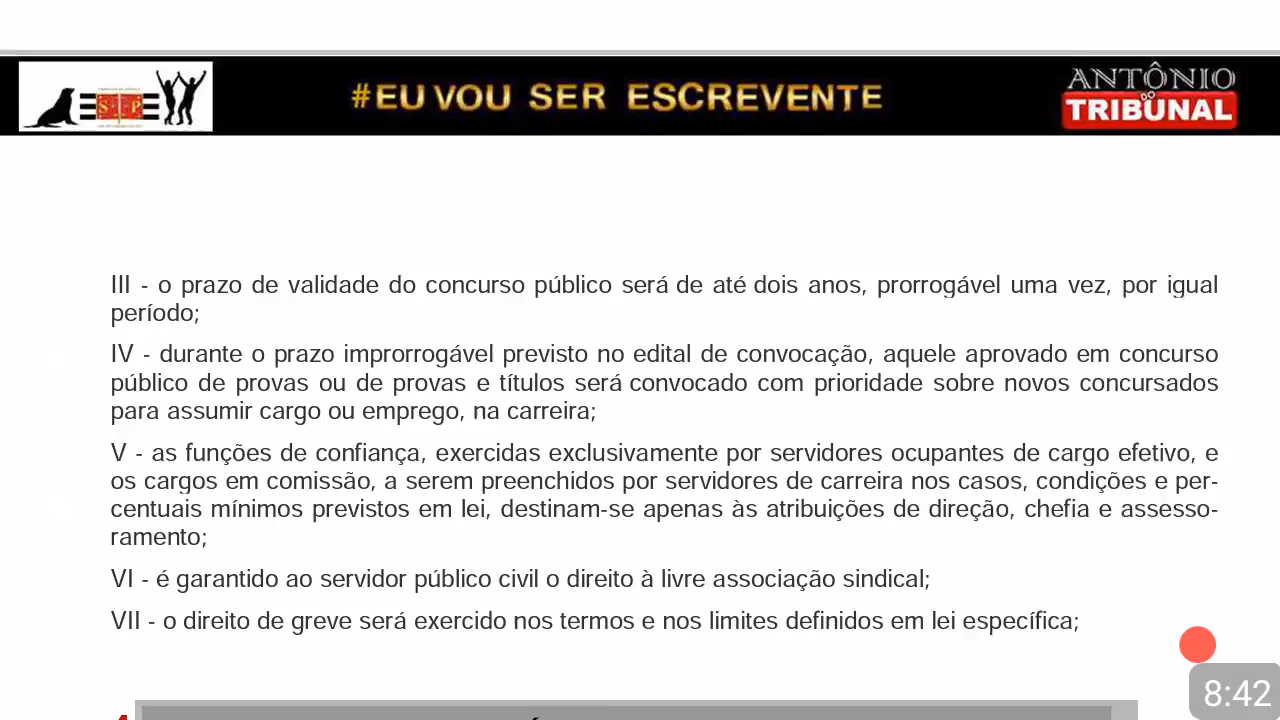 S P
#EU VOU SER ESCREVENTE
ANTÔNIO
TRIBUNAL
III - o prazo de validade do concurso público será de até dois anos, prorrogável uma vez, por igual
período;
IV - durante o prazo improrrogável previsto no edital de convocação, aquele aprovado em concurso
público de provas ou de provas e títulos será convocado com prioridade sobre novos concursados
para assumir cargo ou emprego, na carreira;
V - as funções de confiança, exercidas exclusivamente por servidores ocupantes de cargo efetivo, e
os cargos em comissão, a serem preenchidos por servidores de carreira nos casos, condições e per-
centuais mínimos previstos em lei, destinam-se apenas às atribuições de direção, chefia e assesso-
ramento;
VI - é garantido ao servidor público civil o direito à livre associação sindical;
VII - o direito de greve será exercido nos termos e nos limites definidos em lei específica;
8:42